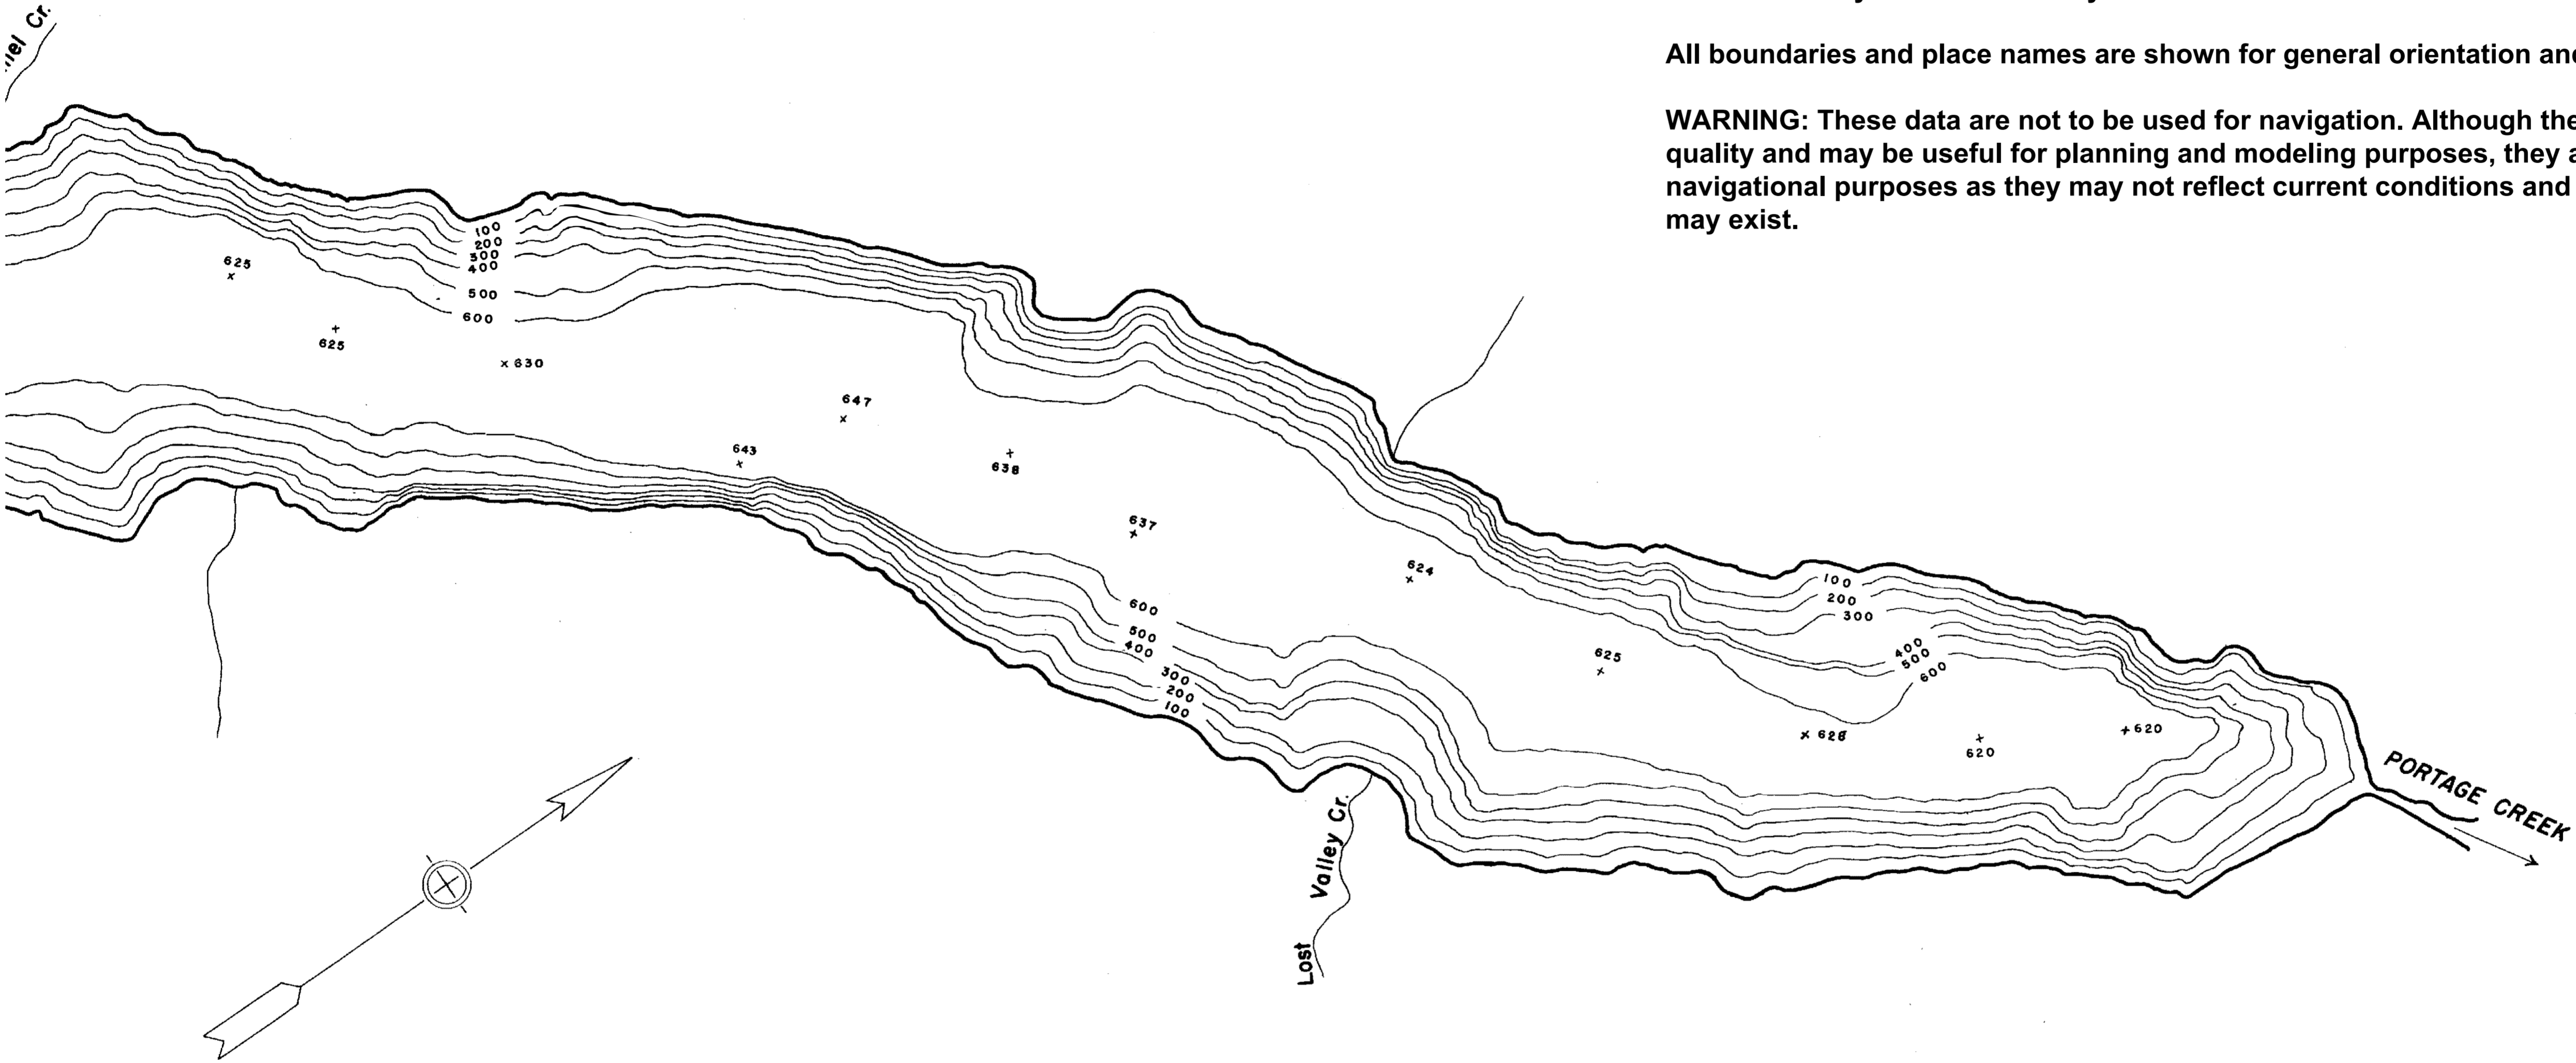 All boundaries and place names are shown for general orientation
WARNING: These data are not to be used for navigation. Although
quality and may be useful for planning and modeling purposes, they
navigational purposes as they may not reflect current conditions and
may exist.
Cr.
100
200
300
400
500
600
625
625
x 630
647
643
638
637
624
625
x 628
620
+620
100
200
300
400
500
600
600
500
400
300
200
100
Lost Valley Cr.
PORTAGE CREEK